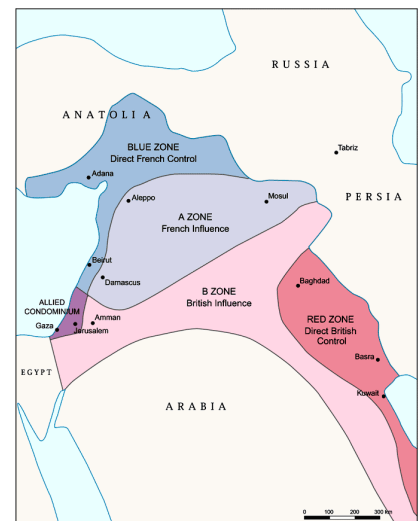 RUSSIA
ANATOLIA
BLUE ZONE
Direct French Control
Tabriz
Adana
Aleppo
Mosul
PERSIA
A ZONE
French Influence
Beirut
Damascus
B ZONE
British Influence
Baghdad
ALLIED
CONDOMINIUM
Gaza
Amman
Jerusalem
RED ZONE
Direct British
Control
Basra
EGYPT
Kuwait
ARABIA
0 100 200 300 km